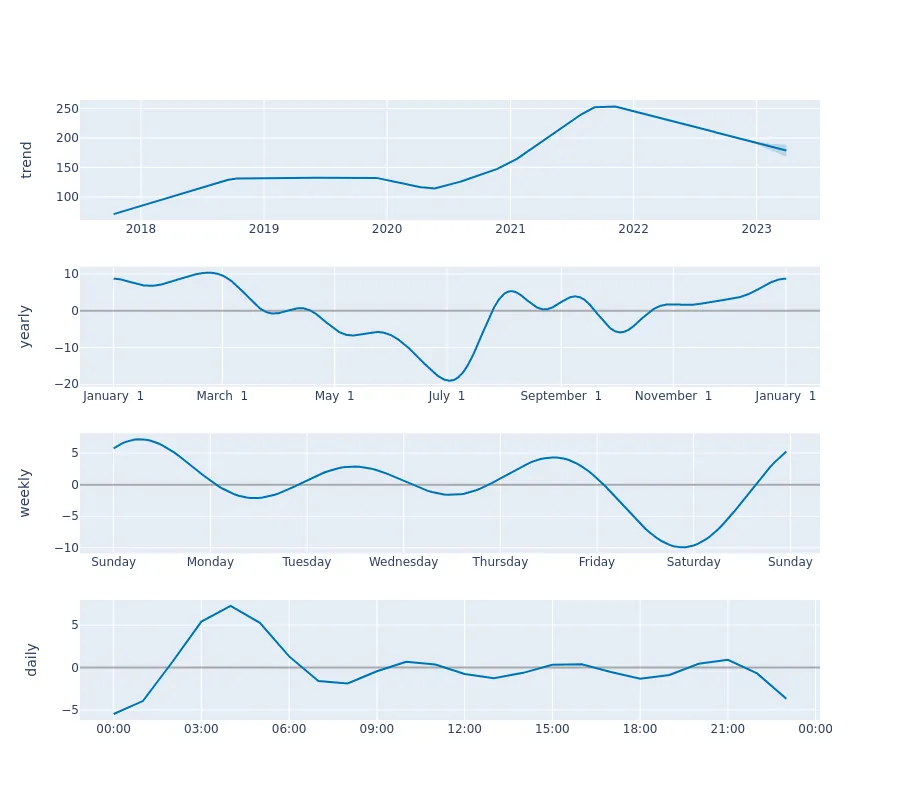 trend
250
200
150
100
2018 2019 2020 2021 2022 2023
yearly
10
0
−10
−20
January 1 March 1 May 1 July 1 September 1 November 1 January 1
weekly
5
0
−5
−10
Sunday Monday Tuesday Wednesday Thursday Friday Saturday Sunday
daily
5
0
−5
00:00 03:00 06:00 09:00 12:00 15:00 18:00 21:00 00:00